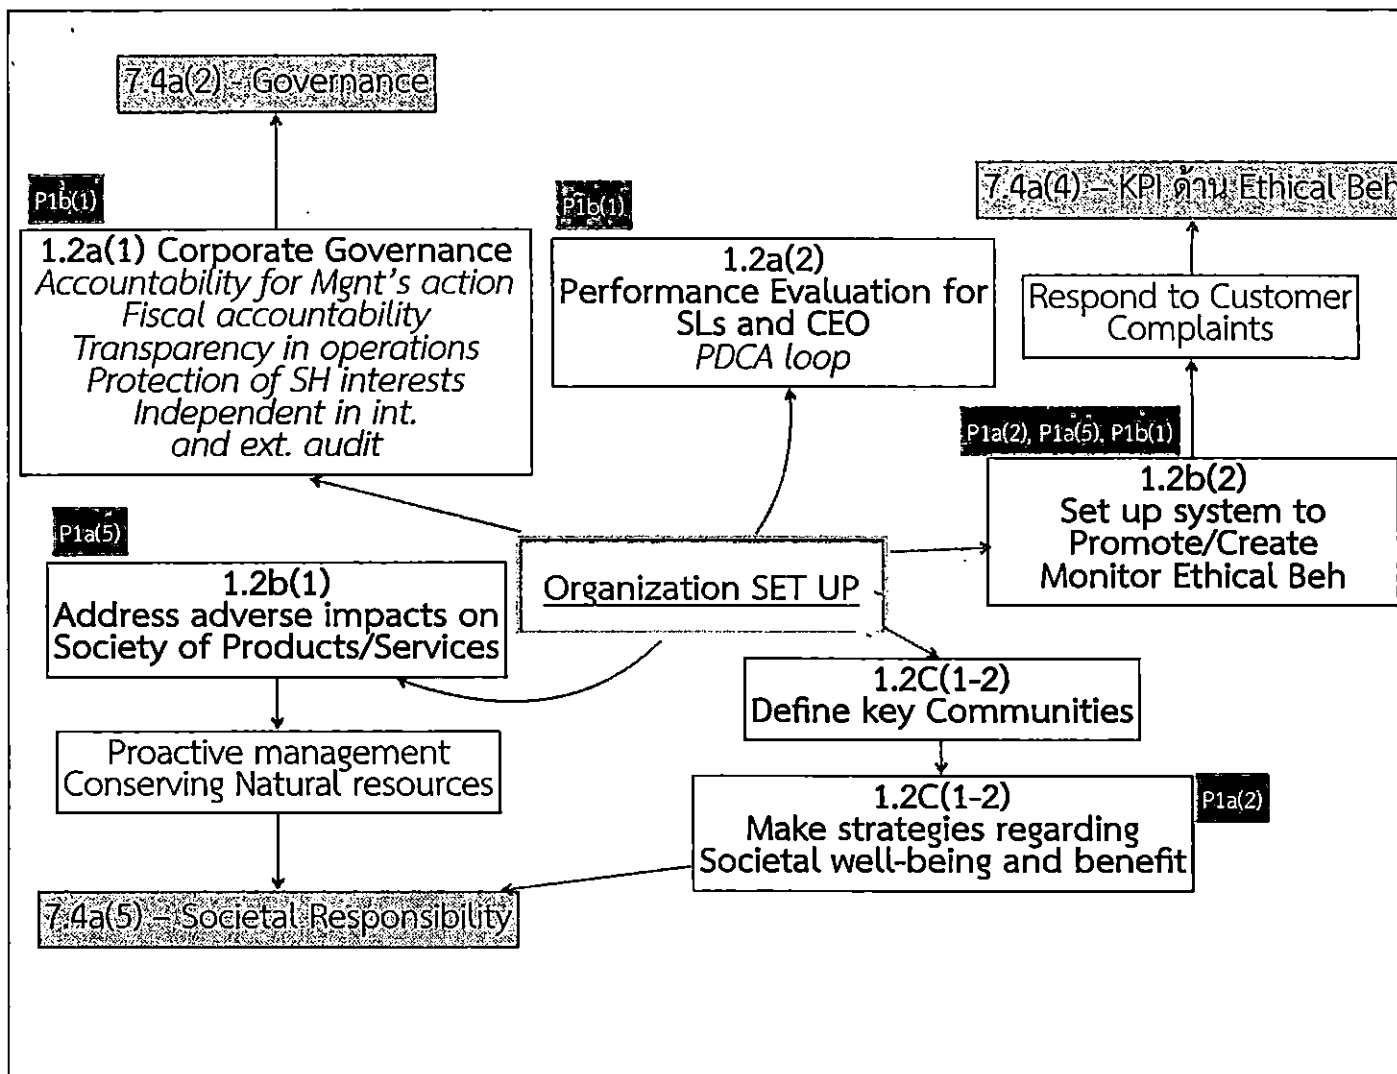 7.4a(2) - Governance
P1b(1)
1.2a(1) Corporate Governance
Accountability for Mgnt's action
Fiscal accountability
Transparency in operations
Protection of SH interests
Independent in int.
and ext. audit
P1b(1)
1.2a(2)
Performance Evaluation for
SLs and CEO
PDCA loop
7.4a(4) – KPI ด้าน Ethical Beh
Respond to Customer
Complaints
P1a(2), P1a(5), P1b(1)
1.2b(2)
Set up system to
Promote/Create
Monitor Ethical Beh
Organization SET UP
P1a(5)
1.2b(1)
Address adverse impacts on
Society of Products/Services
Proactive management
Conserving Natural resources
1.2C(1-2)
Define key Communities
1.2C(1-2)
Make strategies regarding
Societal well-being and benefit
P1a(2)
7.4a(5) – Societal Responsibility